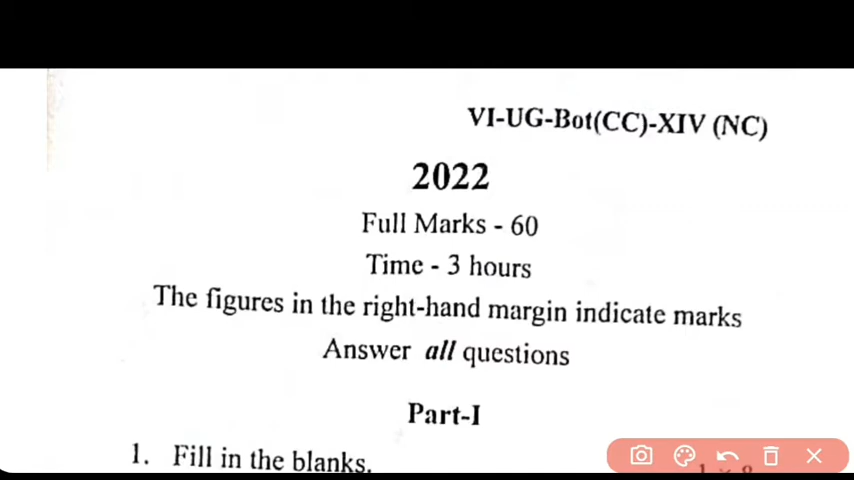 VI-UG-Bot(CC)-XIV (NC)
2022
Full Marks - 60
Time - 3 hours
The figures in the right-hand margin indicate marks
Answer all questions
Part-I
1. Fill in the blanks.